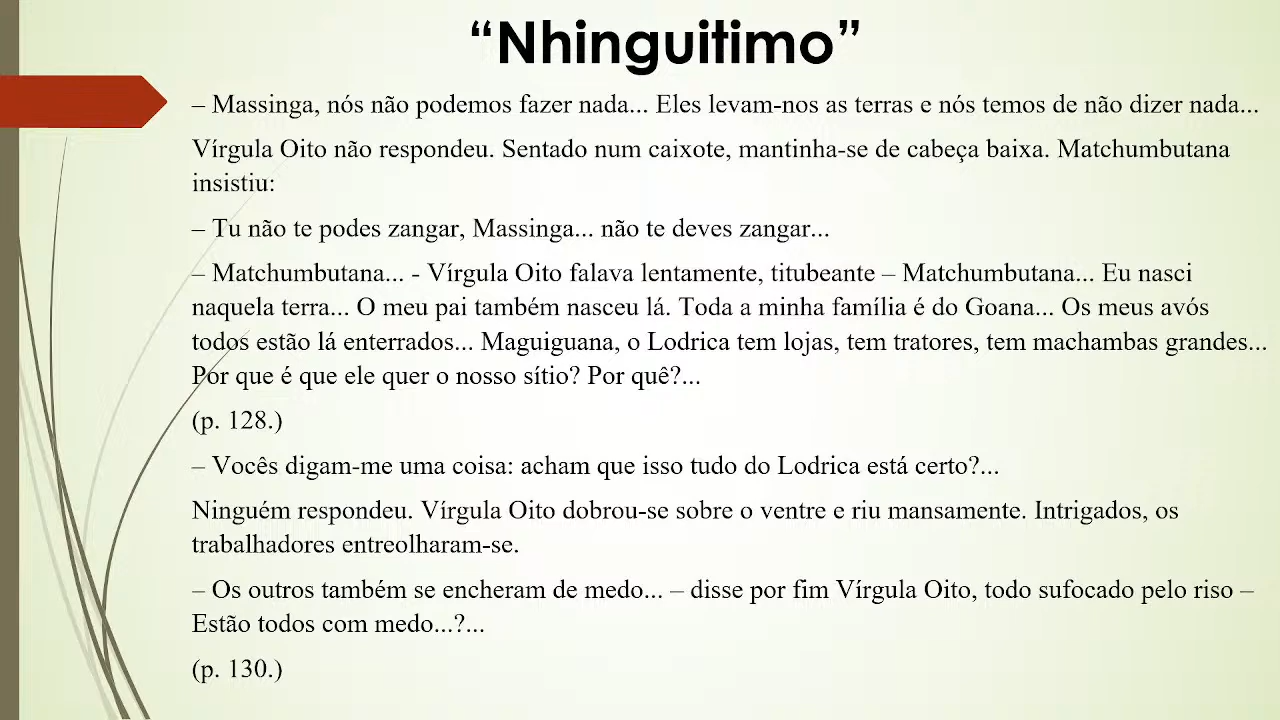 “Nhinguitimo”
– Massinga, nós não podemos fazer nada... Eles levam-nos as terras e nós temos de não dizer nada...
Vírgula Oito não respondeu. Sentado num caixote, mantinha-se de cabeça baixa. Matchumbutana
insistiu:
– Tu não te podes zangar, Massinga... não te deves zangar...
– Matchumbutana... - Vírgula Oito falava lentamente, titubeante – Matchumbutana... Eu nasci
naquela terra... O meu pai também nasceu lá. Toda a minha família é do Goana... Os meus avós
todos estão lá enterrados... Maguiguana, o Lodrica tem lojas, tem tratores, tem machambas grandes...
Por que é que ele quer o nosso sítio? Por quê?...
(p. 128.)
– Vocês digam-me uma coisa: acham que isso tudo do Lodrica está certo?...
Ninguém respondeu. Vírgula Oito dobrou-se sobre o ventre e riu mansamente. Intrigados, os
trabalhadores entreolharam-se.
– Os outros também se encheram de medo... – disse por fim Vírgula Oito, todo sufocado pelo riso –
Estão todos com medo...?...
(p. 130.)